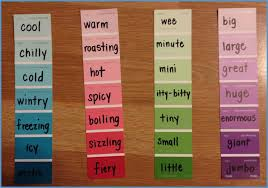 cool
chilly
cold
wintry
freezing
icy
arctic
warm
roasting
hot
spicy
boiling
sizzling
fiery
wee
minute
mini
itty-bitty
tiny
small
little
big
large
great
huge
enormous
giant
jumbo